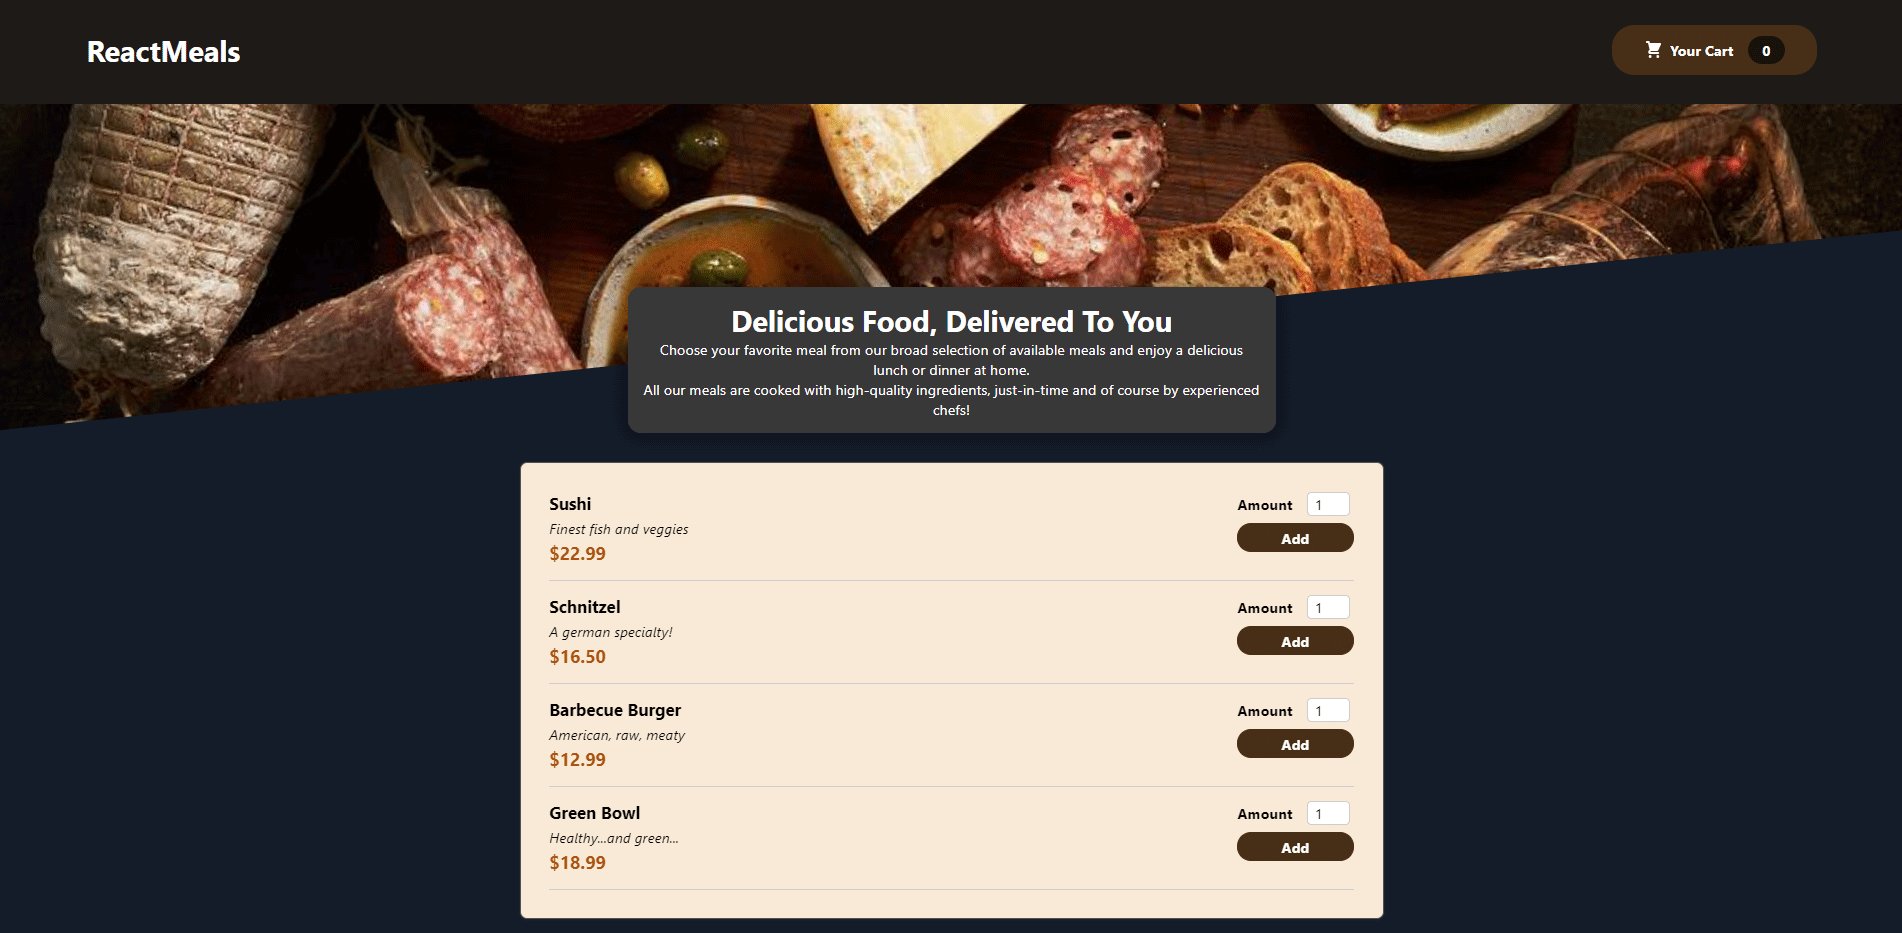 ReactMeals
Your Cart 0
Delicious Food, Delivered To You
Choose your favorite meal from our broad selection of available meals and enjoy a delicious
lunch or dinner at home.
All our meals are cooked with high-quality ingredients, just-in-time and of course by experienced
chefs!
Sushi
Finest fish and veggies
$22.99
Amount 1
Add
Schnitzel
A german specialty!
$16.50
Amount 1
Add
Barbecue Burger
American, raw, meaty
$12.99
Amount 1
Add
Green Bowl
Healthy...and green...
$18.99
Amount 1
Add